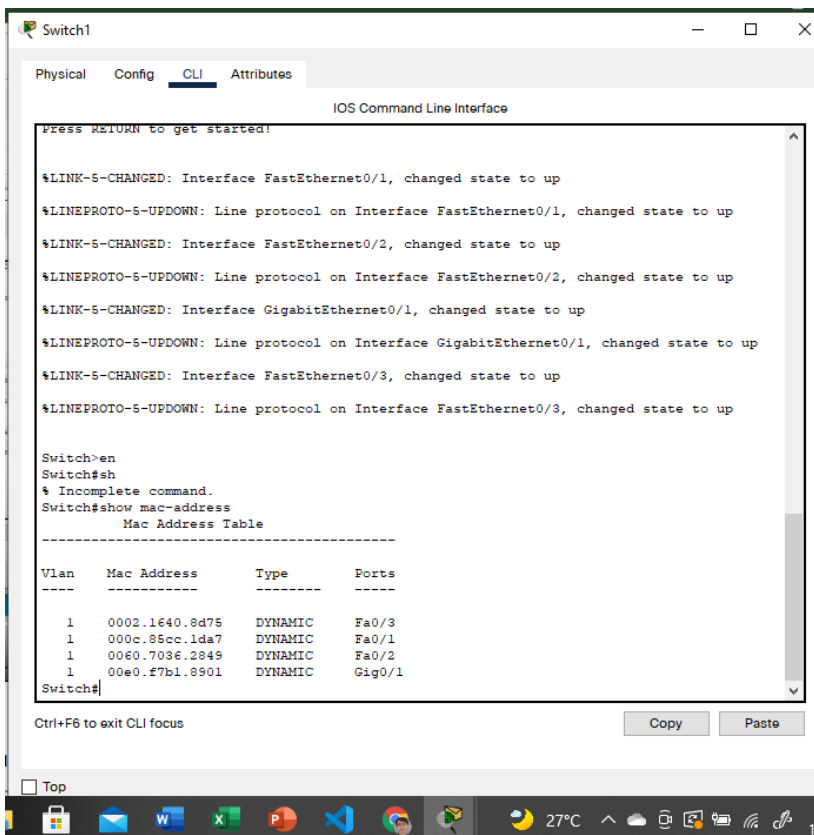 Switch1
Physical Config CLI Attributes
IOS Command Line Interface
Press RETURN to get started!
%LINK-5-CHANGED: Interface FastEthernet0/1, changed state to up
%LINEPROTO-5-UPDOWN: Line protocol on Interface FastEthernet0/1, changed state to up
%LINK-5-CHANGED: Interface FastEthernet0/2, changed state to up
%LINEPROTO-5-UPDOWN: Line protocol on Interface FastEthernet0/2, changed state to up
%LINK-5-CHANGED: Interface GigabitEthernet0/1, changed state to up
%LINEPROTO-5-UPDOWN: Line protocol on Interface GigabitEthernet0/1, changed state to up
%LINK-5-CHANGED: Interface FastEthernet0/3, changed state to up
%LINEPROTO-5-UPDOWN: Line protocol on Interface FastEthernet0/3, changed state to up
Switch>en
Switch#sh
% Incomplete command.
Switch#show mac-address
Mac Address Table
-------------------------------------------
Vlan Mac Address Type Ports
---- ----------- -------- -----
1 0002.1640.8d75 DYNAMIC Fa0/3
1 000c.85cc.1da7 DYNAMIC Fa0/1
1 0060.7036.2849 DYNAMIC Fa0/2
1 00e0.f7b1.8901 DYNAMIC Gig0/1
Switch#
Ctrl+F6 to exit CLI focus Copy Paste
Top
27°C